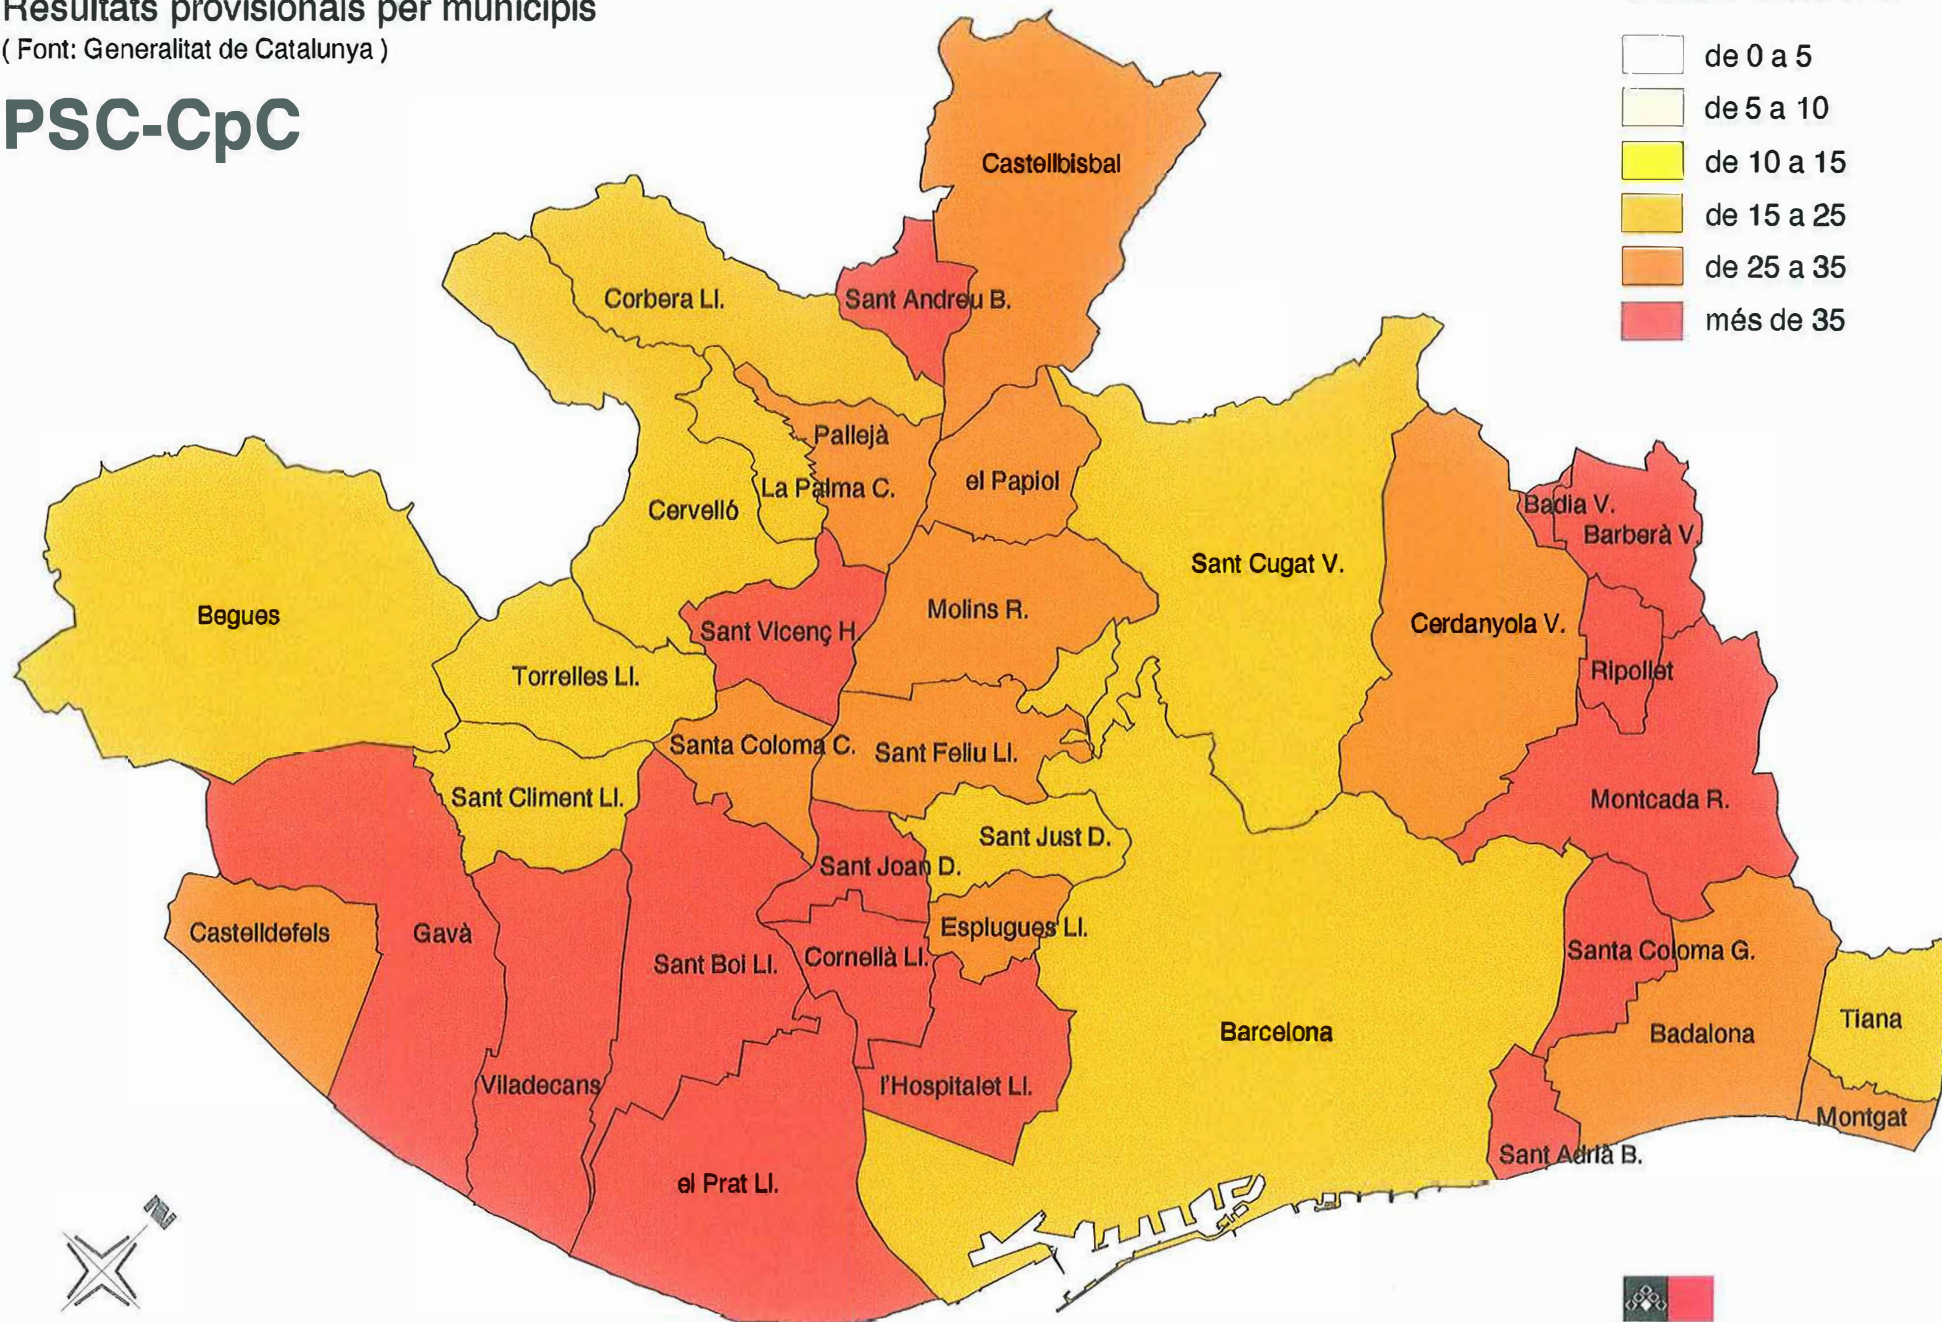 Resultats provisionals per municipis
( Font: Generalitat de Catalunya )
PSC-CpC
de 0 a 5
de 5 a 10
de 10 a 15
de 15 a 25
de 25 a 35
més de 35
Castellbisbal
Corbera Ll.
Sant Andreu B.
Pallejà
La Palma C.
el Papiol
Cervelló
Badia V.
Barberà V.
Sant Cugat V.
Begues
Molins R.
Cerdanyola V.
Sant Vicenç H.
Torrelles Ll.
Ripollet
Santa Coloma C.
Sant Feliu Ll.
Sant Climent Ll.
Montcada R.
Sant Just D.
Sant Joan D.
Castelldefels
Gavà
Esplugues Ll.
Sant Boi Ll.
Cornellà Ll.
Santa Coloma G.
Tiana
Barcelona
Badalona
Viladecans
l'Hospitalet Ll.
Montgat
Sant Adrià B.
el Prat Ll.
N